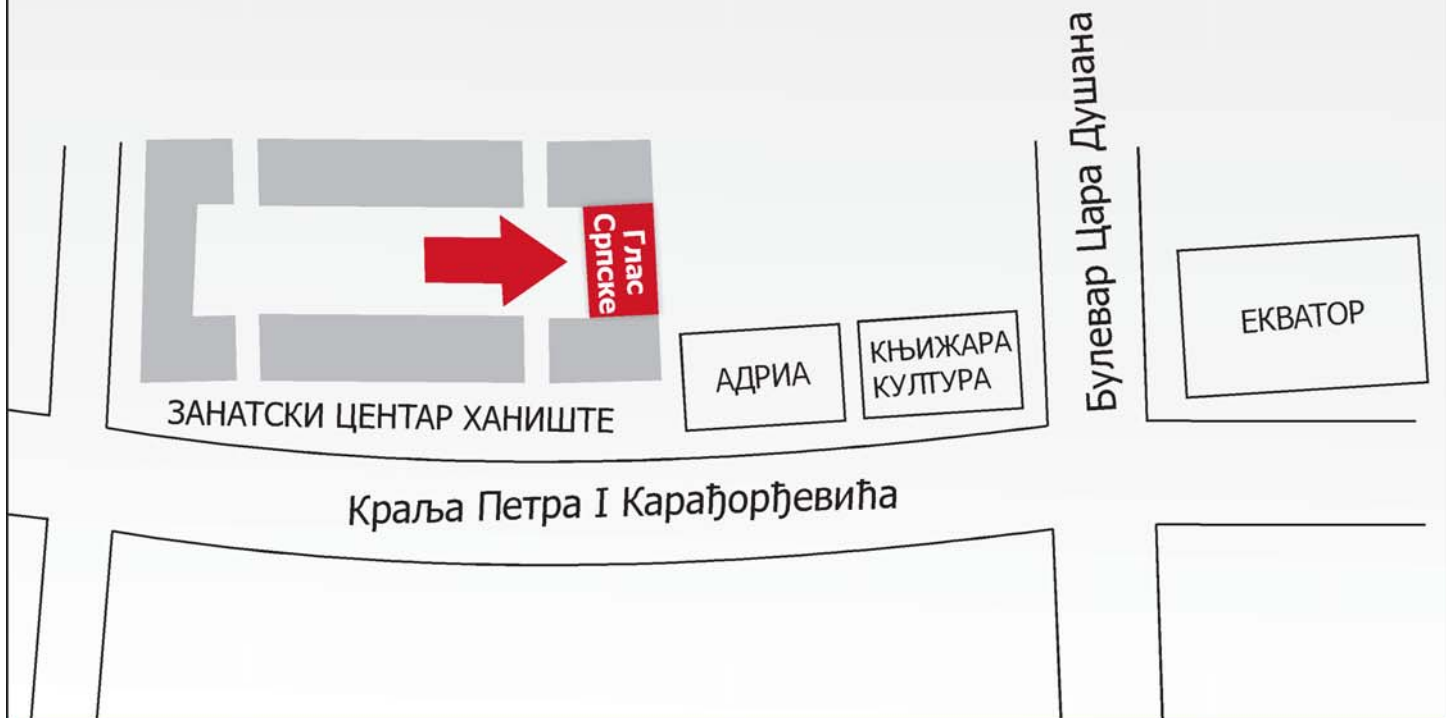 Булевар Цара Душана
Глас
Српске
АДРИА
КЊИЖАРА
КУЛТУРА
ЕКВАТОР
ЗАНАТСКИ ЦЕНТАР ХАНИШТЕ
Краља Петра I Карађорђевића